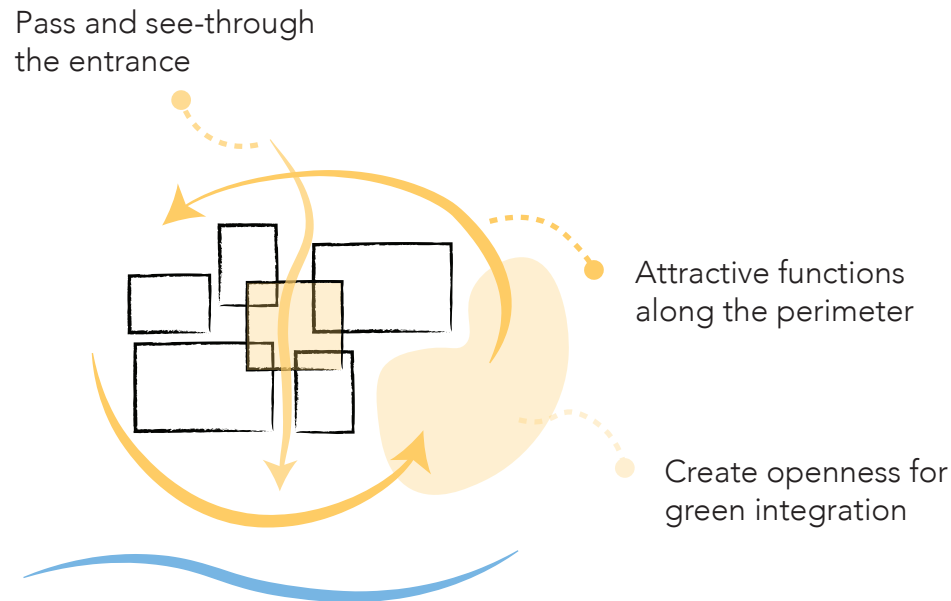 Pass and see-through
the entrance
Attractive functions
along the perimeter
Create openness for
green integration